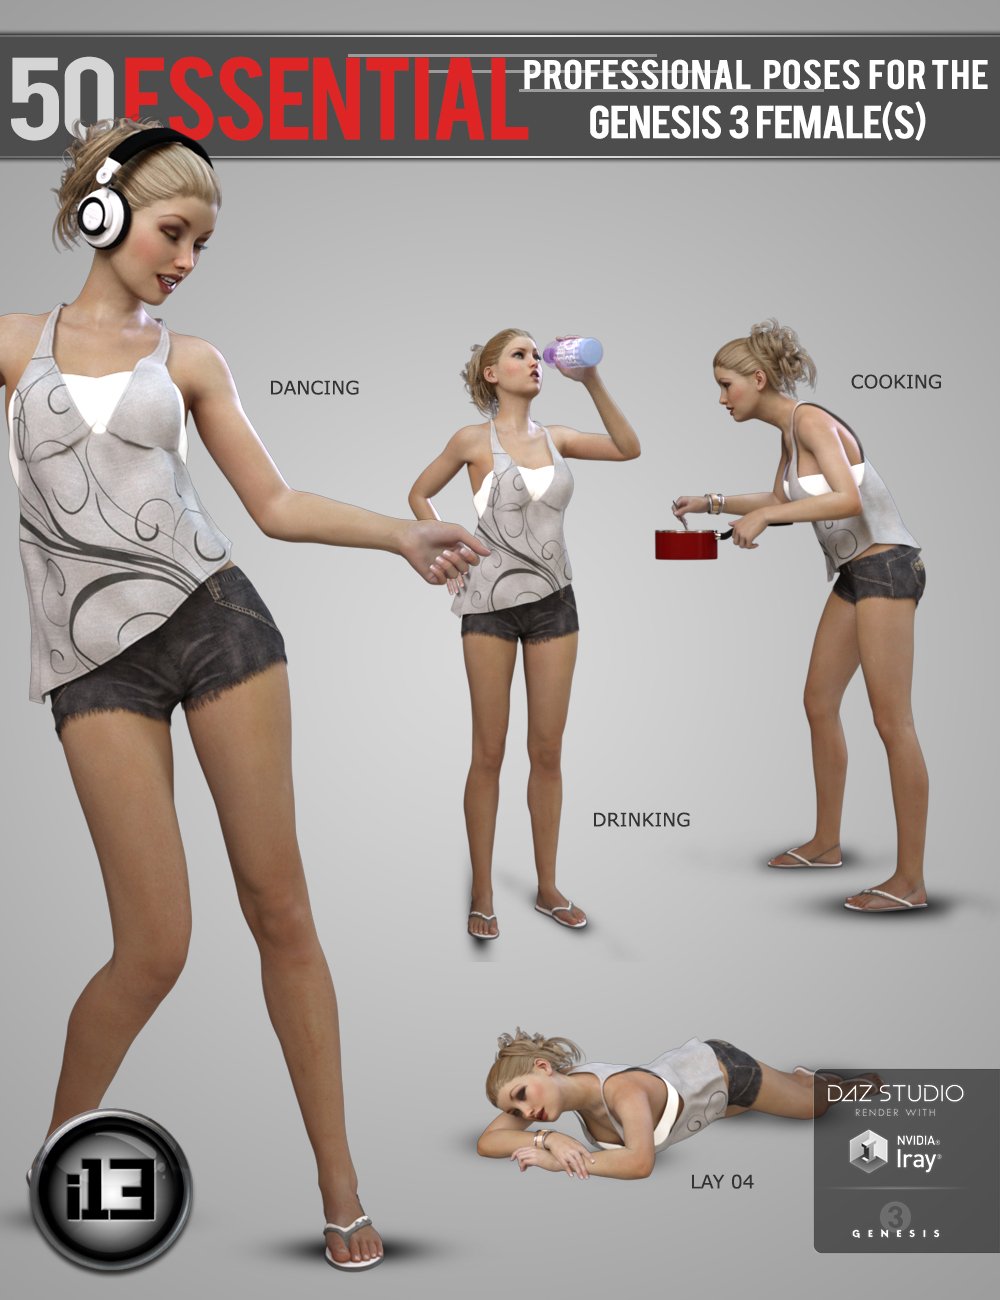 50 ESSENTIAL
PROFESSIONAL POSES FOR THE
GENESIS 3 FEMALE(S)
DANCING
COOKING
DRINKING
LAY 04
DAZ STUDIO
RENDER WITH
NVIDIA®
Iray®
3
GENESIS
i13